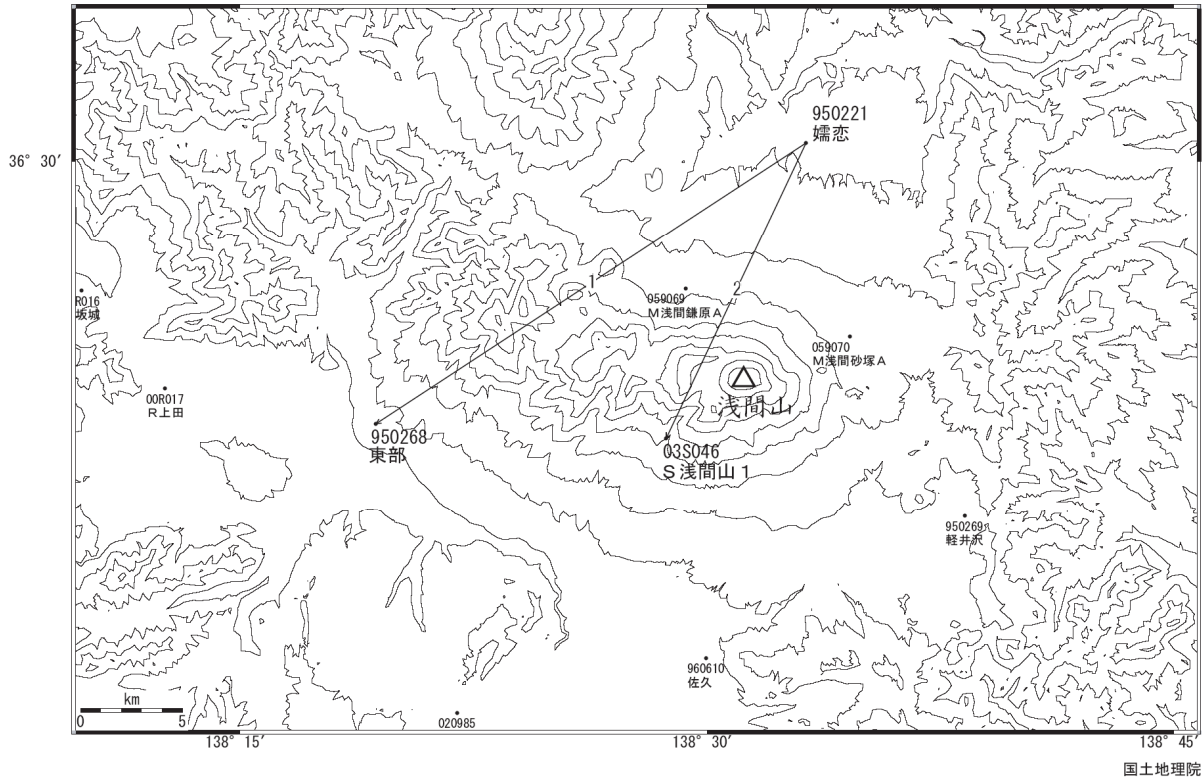 950221
嬬恋
36° 30′
1
2
R016
坂城
059069
M浅間鎌原A
059070
M浅間砂塚A
00R017
R上田
浅間山
950268
東部
03S046
S浅間山1
950269
軽井沢
960610
佐久
km
0 5
020985
138° 15′
138° 30′
138° 45′
国土地理院